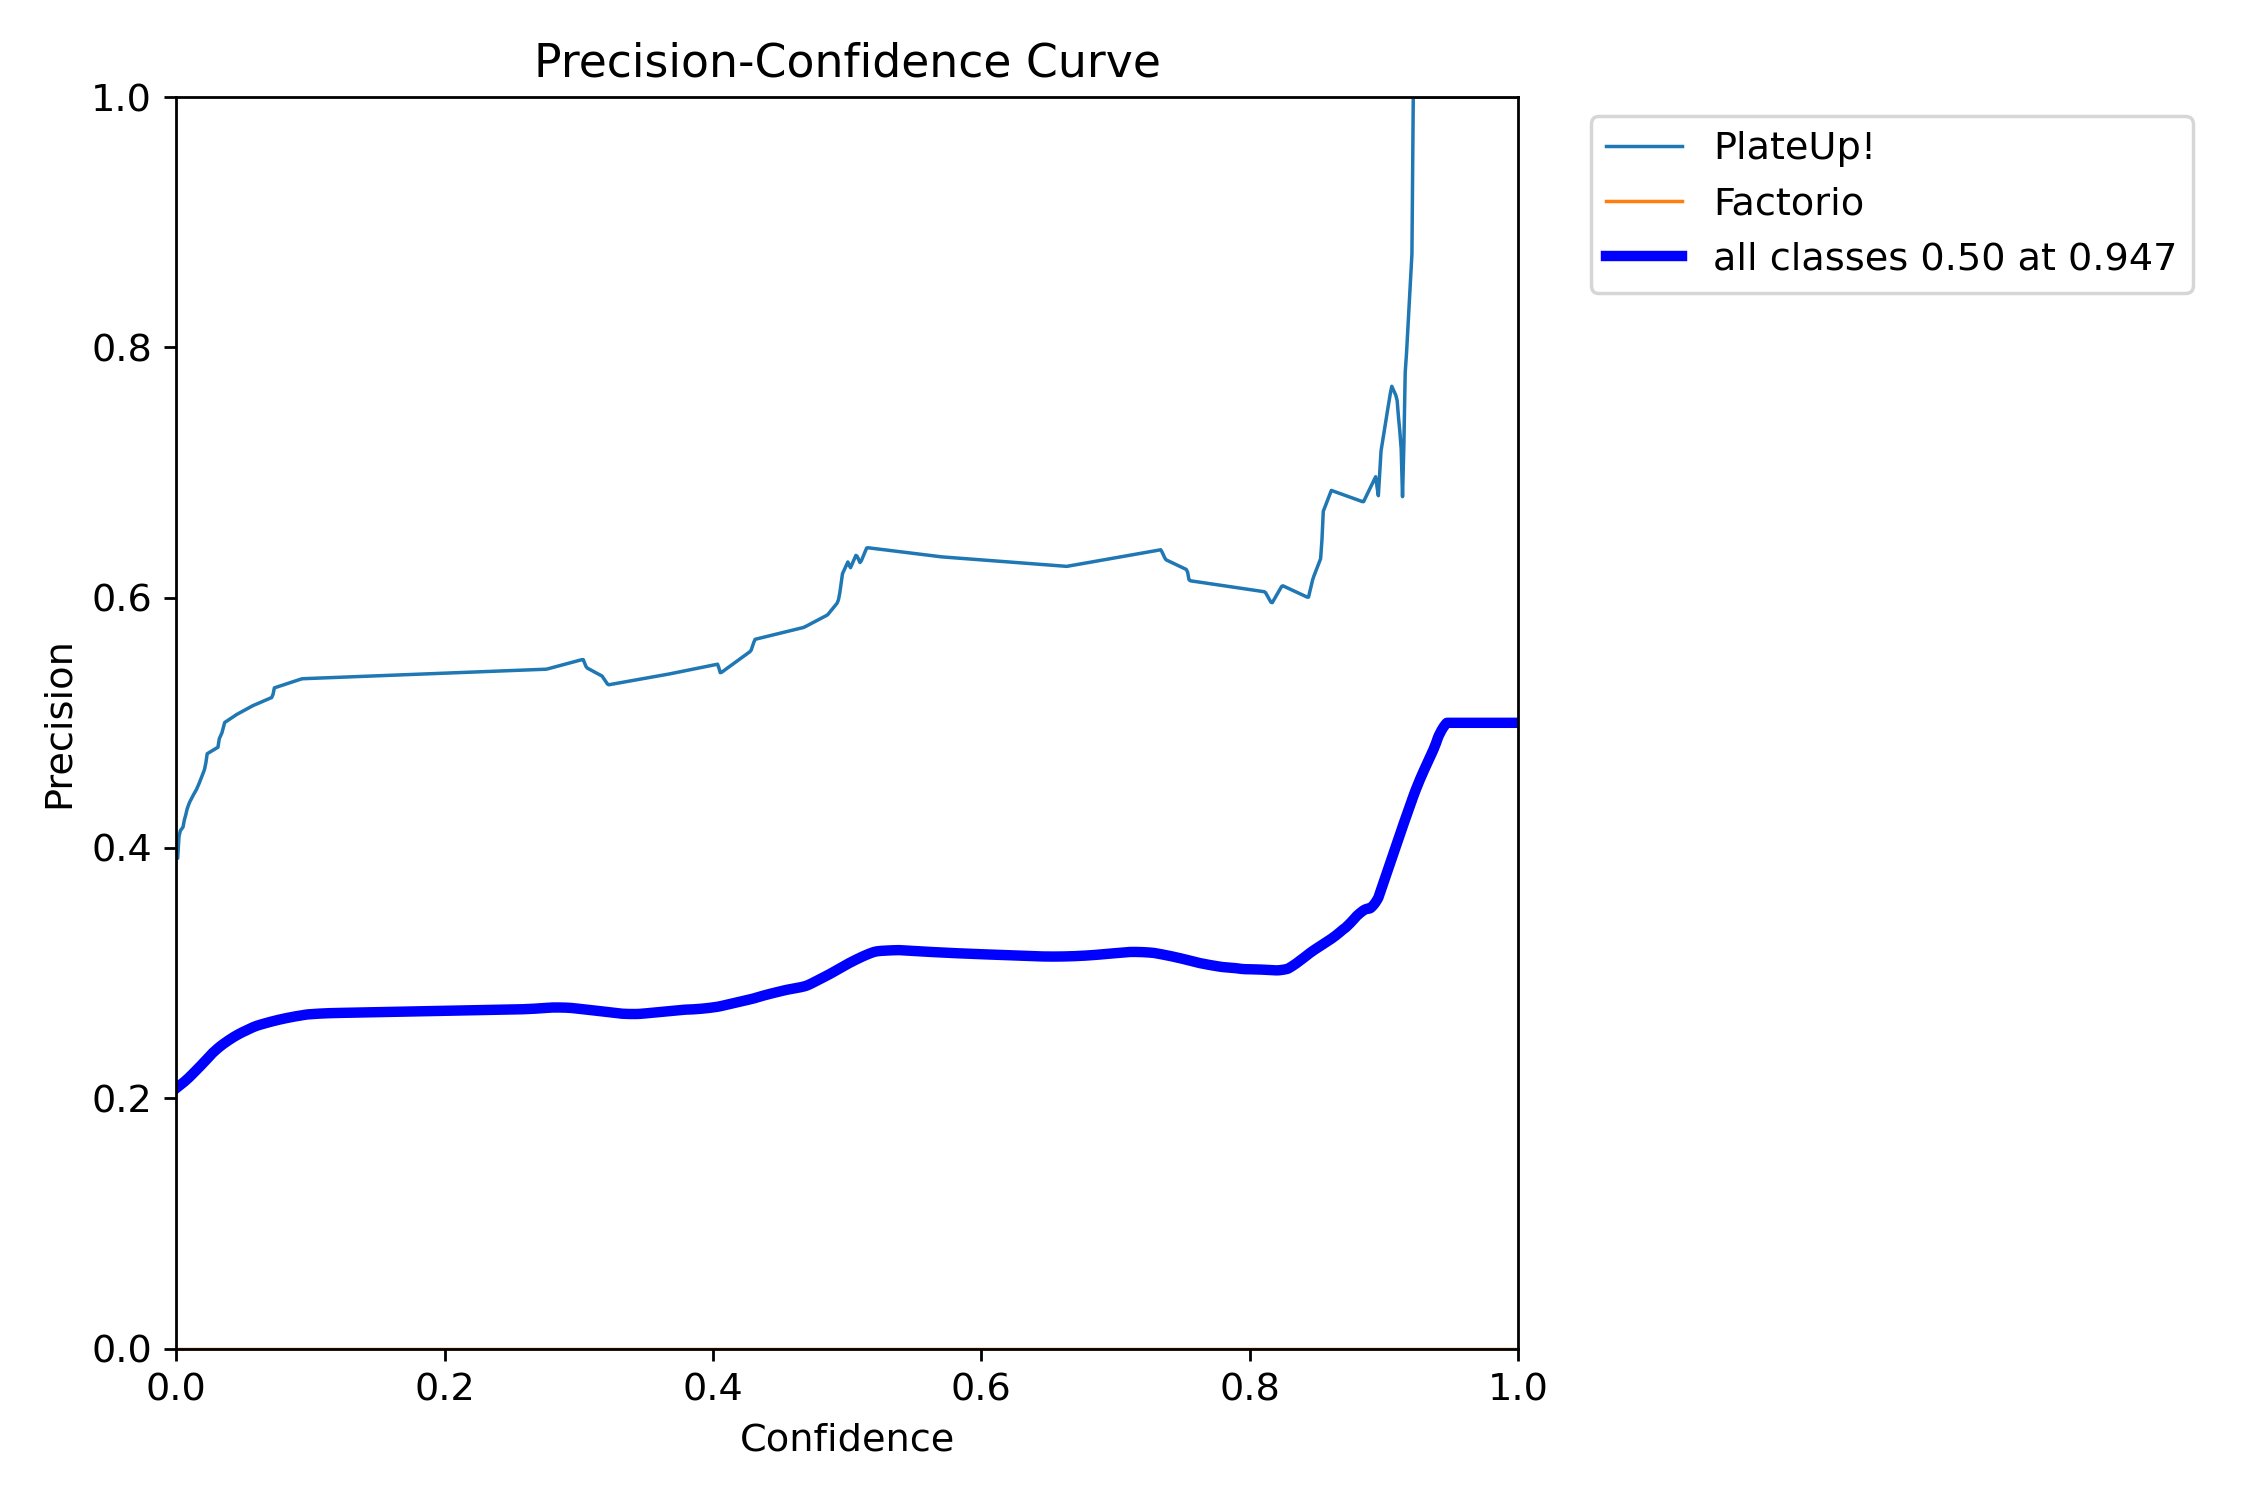 Precision-Confidence Curve
1.0
0.8
0.6
0.4
0.2
0.0
Precision
0.0 0.2 0.4 0.6 0.8 1.0
Confidence
PlateUp!
Factorio
all classes 0.50 at 0.947